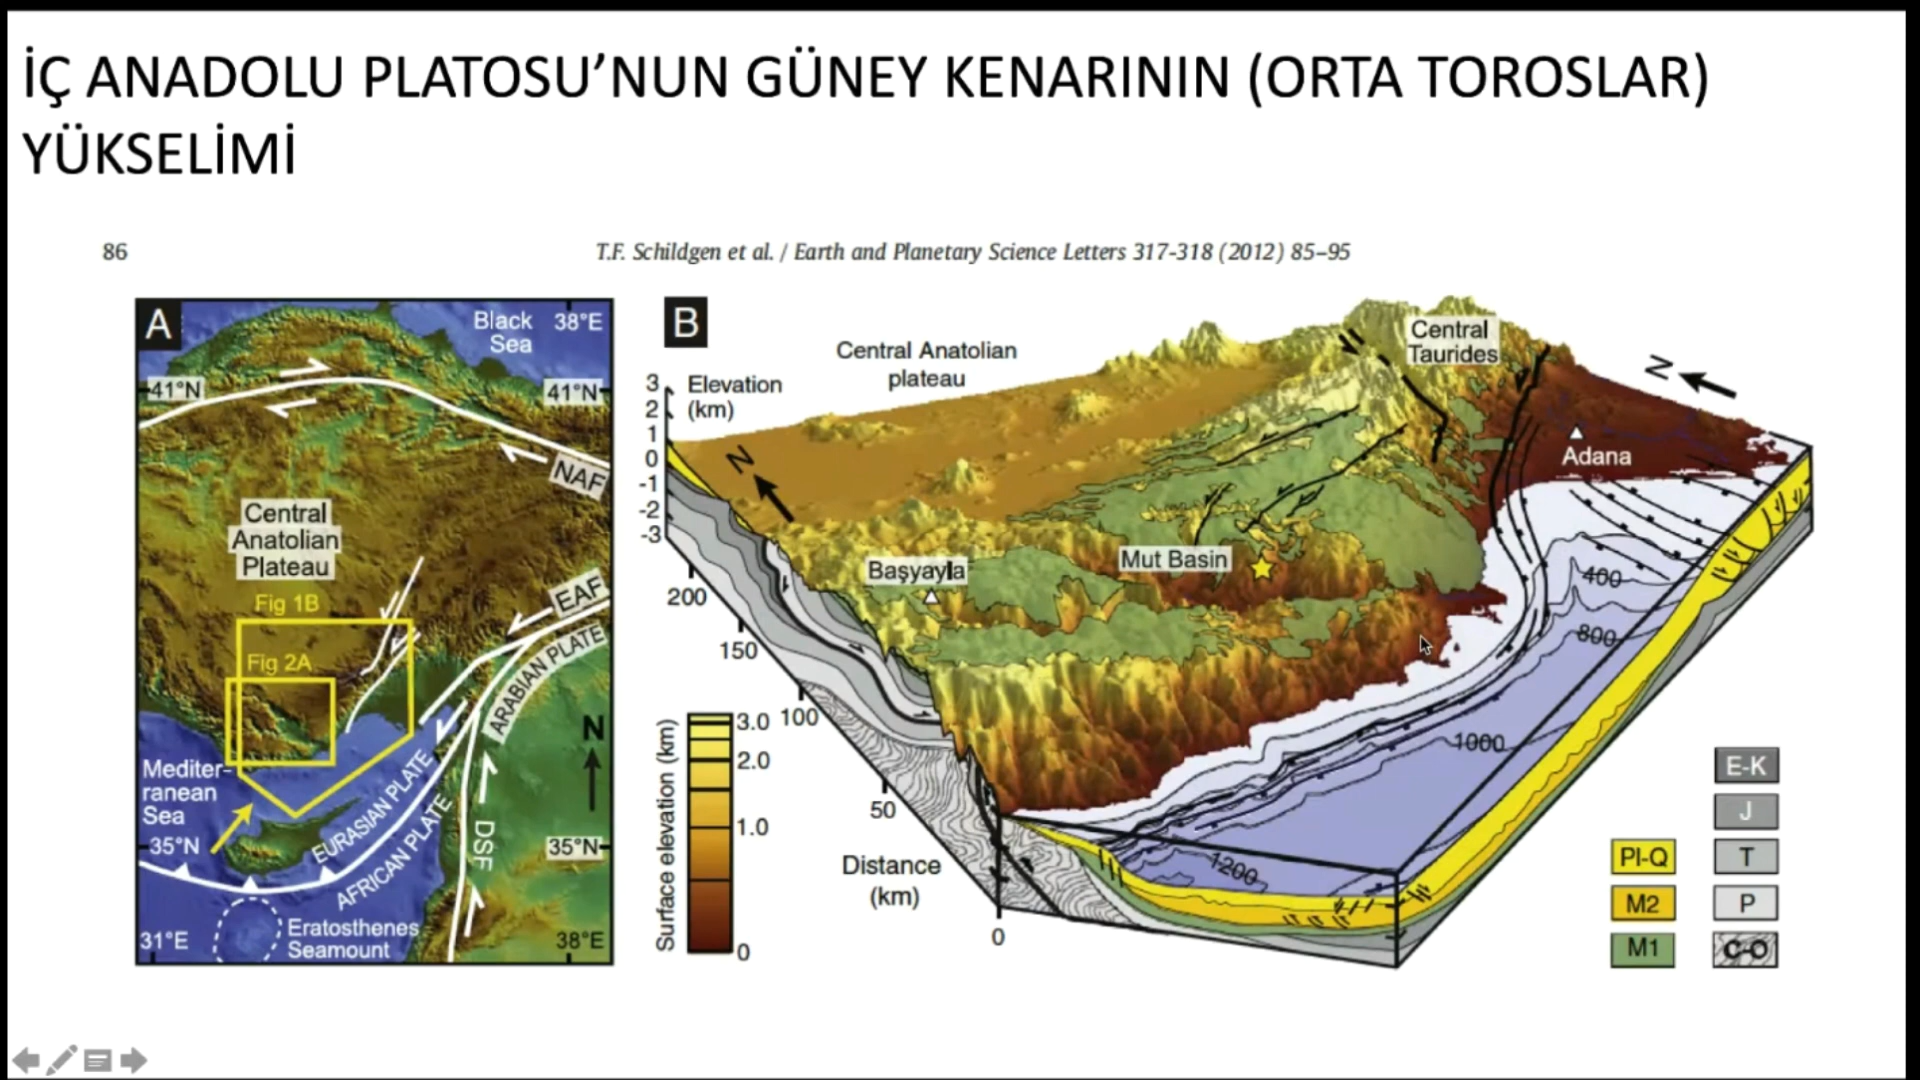 İÇ ANADOLU PLATOSU’NUN GÜNEY KENARININ (ORTA TOROSLAR)
YÜKSELİMİ
86
T.F. Schildgen et al. / Earth and Planetary Science Letters 317-318 (2012) 85–95
A
Black
Sea
38°E
41°N
41°N
NAF
Central
Anatolian
Plateau
Fig 1B
EAF
Fig 2A
ARABIAN PLATE
N
Mediter-
ranean
Sea
EURASIAN PLATE
AFRICAN PLATE
DSF
35°N
35°N
Eratosthenes
Seamount
31°E
38°E
B
Central Anatolian
plateau
Central
Taurides
N
Elevation
(km)
3
2
1
0
-1
-2
-3
N
Adana
Başyayla
Mut Basin
400
800
1000
1200
200
150
100
50
0
Distance
(km)
Surface elevation (km)
3.0
2.0
1.0
0
E-K
J
Pl-Q
T
M2
P
M1
C-O